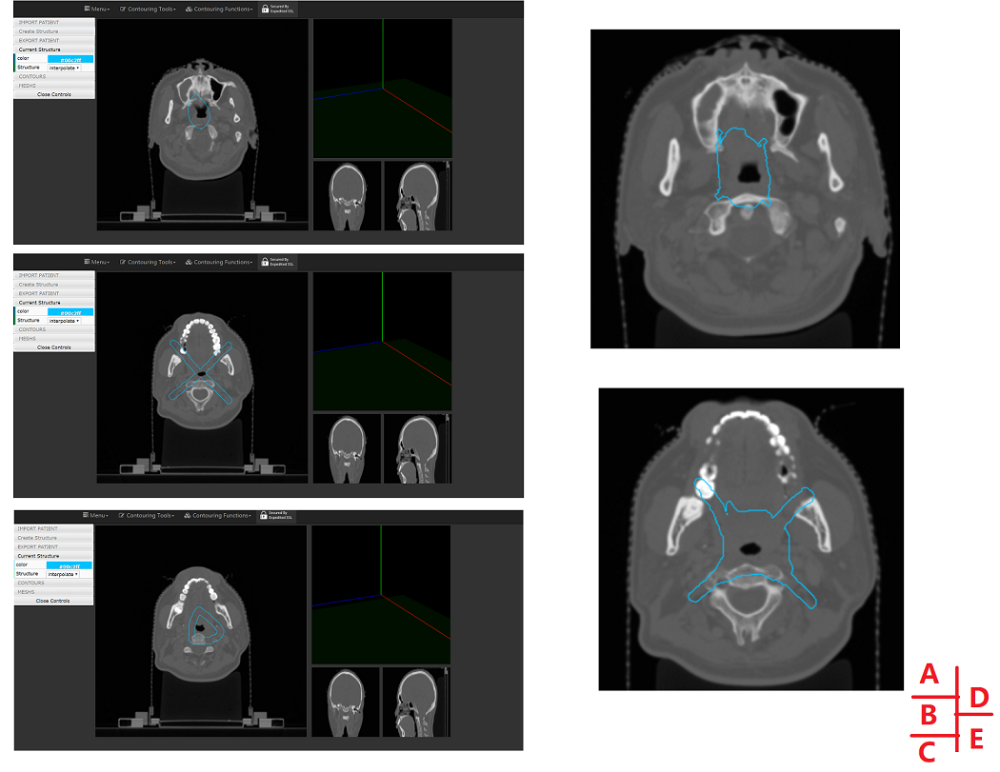 Menu Contouring Tools Contouring Functions Secured By
Expedited SSL
IMPORT PATIENT
Create Structure
EXPORT PATIENT
Current Structure
color #00c2ff
Structure interpolate
CONTOURS
MESHS
Close Controls
Menu Contouring Tools Contouring Functions Secured By
Expedited SSL
IMPORT PATIENT
Create Structure
EXPORT PATIENT
Current Structure
color #00c2ff
Structure interpolate
CONTOURS
MESHS
Close Controls
Menu Contouring Tools Contouring Functions Secured By
Expedited SSL
IMPORT PATIENT
Create Structure
EXPORT PATIENT
Current Structure
color #00c2ff
Structure interpolate
CONTOURS
MESHS
Close Controls
A
B
C
D
E